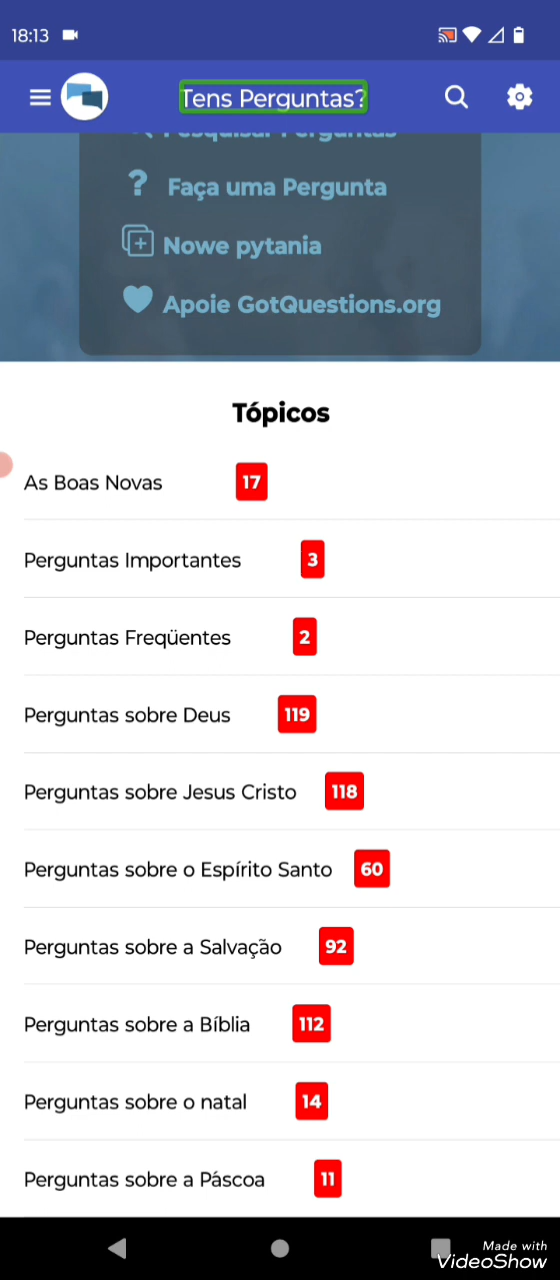 18:13
Tens Perguntas?
Pesquisar Perguntas
? Faça uma Pergunta
Nowe pytania
Apoie GotQuestions.org
Tópicos
As Boas Novas 17
Perguntas Importantes 3
Perguntas Freqüentes 2
Perguntas sobre Deus 119
Perguntas sobre Jesus Cristo 118
Perguntas sobre o Espírito Santo 60
Perguntas sobre a Salvação 92
Perguntas sobre a Bíblia 112
Perguntas sobre o natal 14
Perguntas sobre a Páscoa 11
Made with
VideoShow